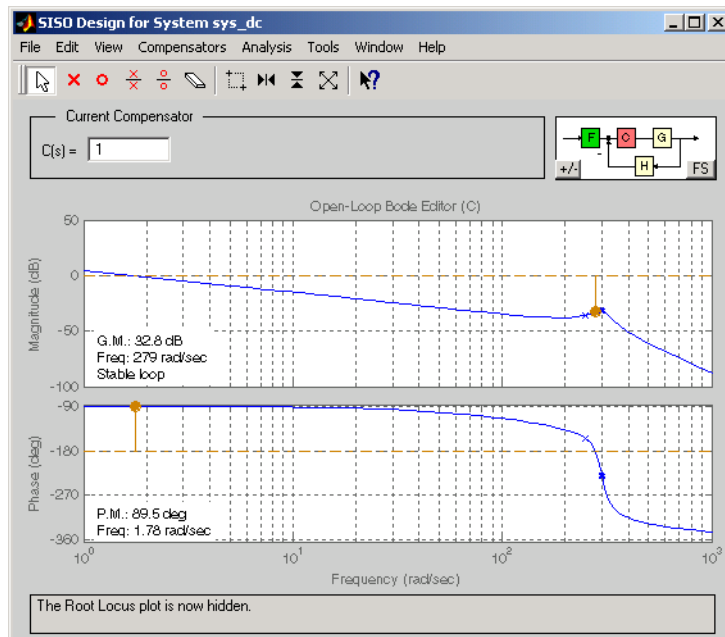 SISO Design for System sys_dc
File Edit View Compensators Analysis Tools Window Help
Current Compensator
C(s) = 1
F C G
H
+/- FS
Open-Loop Bode Editor (C)
50
0
-50
-100
Magnitude (dB)
G.M.: 32.8 dB
Freq: 279 rad/sec
Stable loop
-90
-180
-270
-360
Phase (deg)
P.M.: 89.5 deg
Freq: 1.78 rad/sec
10^0 10^1 10^2 10^3
Frequency (rad/sec)
The Root Locus plot is now hidden.